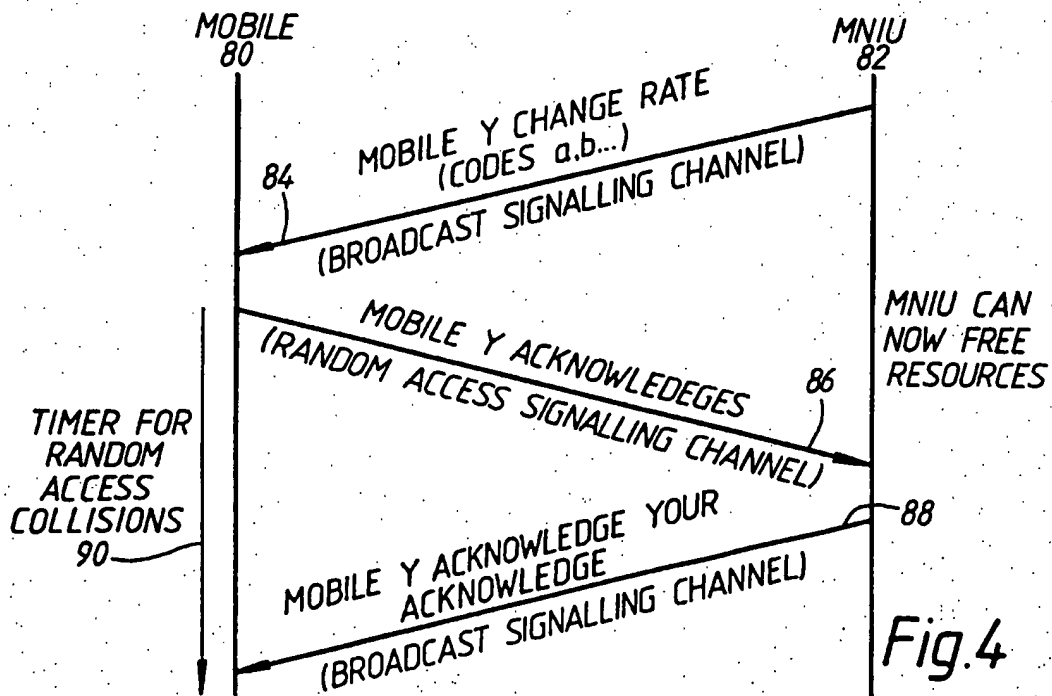 MOBILE
80
MNIU
82
MOBILE Y CHANGE RATE
(CODES a,b...)
84
(BROADCAST SIGNALLING CHANNEL)
MOBILE Y ACKNOWLEDEGES
(RANDOM ACCESS SIGNALLING CHANNEL)
86
MNIU CAN
NOW FREE
RESOURCES
TIMER FOR
RANDOM
ACCESS
COLLISIONS
90
88
MOBILE Y ACKNOWLEDGE YOUR
ACKNOWLEDGE
(BROADCAST SIGNALLING CHANNEL)
Fig.4